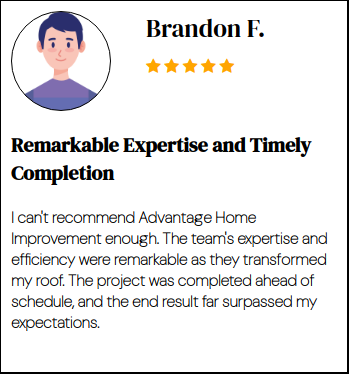 Brandon F.
Remarkable Expertise and Timely
Completion
I can't recommend Advantage Home
Improvement enough. The team's expertise and
efficiency were remarkable as they transformed
my roof. The project was completed ahead of
schedule, and the end result far surpassed my
expectations.